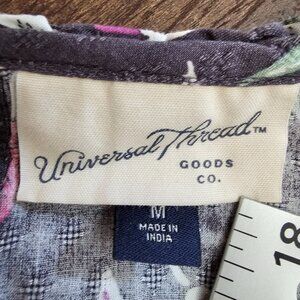 Universal Thread™
GOODS
CO.
M
MADE IN
INDIA
18